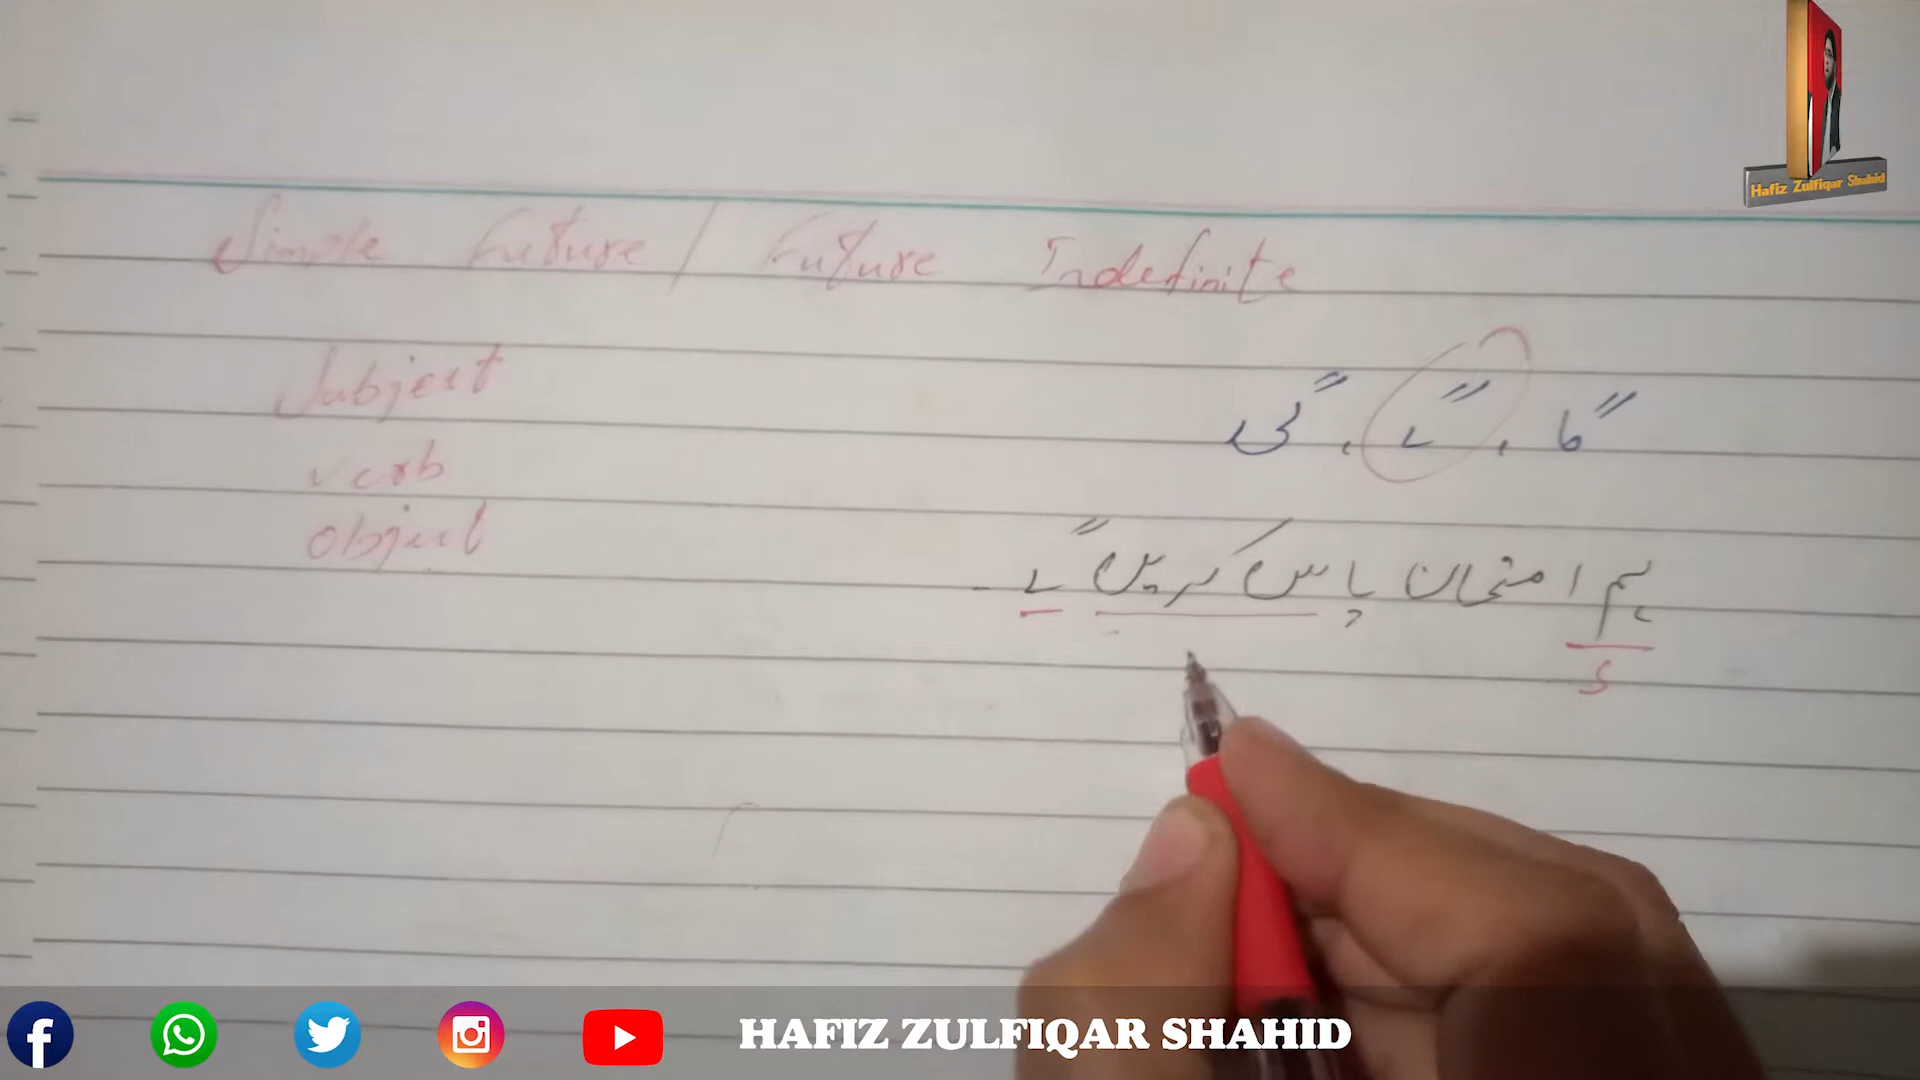 Hafiz Zulfiqar Shahid
Simple Future / Future Indefinite
Subject
verb
object
گا ، گے ، گی
ہم امتحان پاس کریں گے ۔
S
HAFIZ ZULFIQAR SHAHID